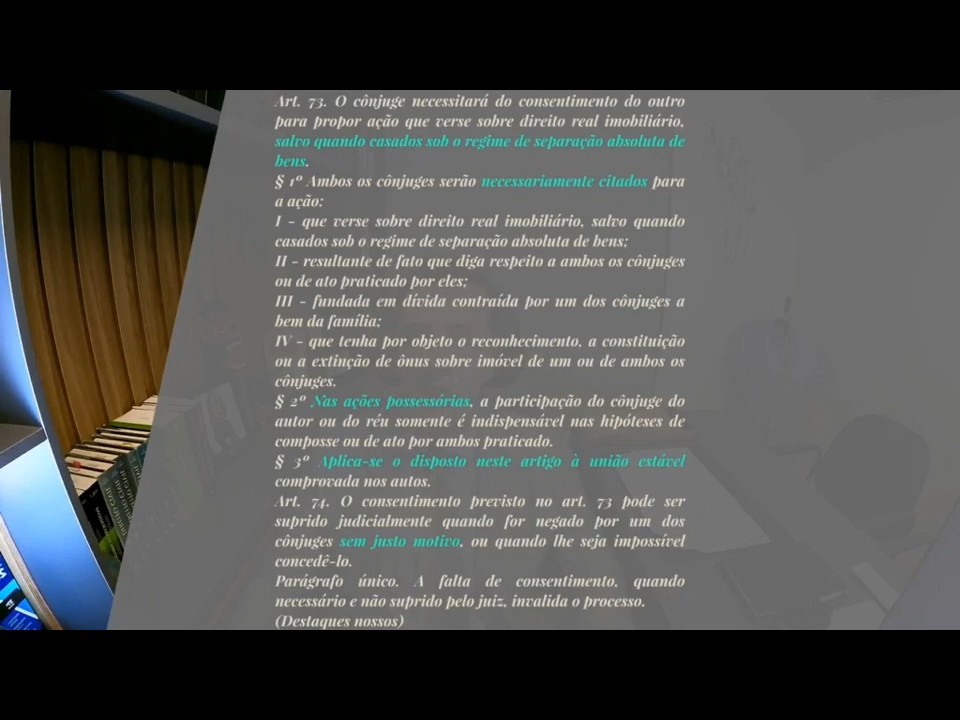 Art. 73. O cônjuge necessitará do consentimento do outro
para propor ação que verse sobre direito real imobiliário,
salvo quando casados sob o regime de separação absoluta de
bens.
§ 1º Ambos os cônjuges serão necessariamente citados para
a ação:
I - que verse sobre direito real imobiliário, salvo quando
casados sob o regime de separação absoluta de bens;
II - resultante de fato que diga respeito a ambos os cônjuges
ou de ato praticado por eles;
III - fundada em dívida contraída por um dos cônjuges a
bem da família;
IV - que tenha por objeto o reconhecimento, a constituição
ou a extinção de ônus sobre imóvel de um ou de ambos os
cônjuges.
§ 2º Nas ações possessórias, a participação do cônjuge do
autor ou do réu somente é indispensável nas hipóteses de
composse ou de ato por ambos praticado.
§ 3º Aplica-se o disposto neste artigo à união estável
comprovada nos autos.
Art. 74. O consentimento previsto no art. 73 pode ser
suprido judicialmente quando for negado por um dos
cônjuges sem justo motivo, ou quando lhe seja impossível
concedê-lo.
Parágrafo único. A falta de consentimento, quando
necessário e não suprido pelo juiz, invalida o processo.
(Destaques nossos)